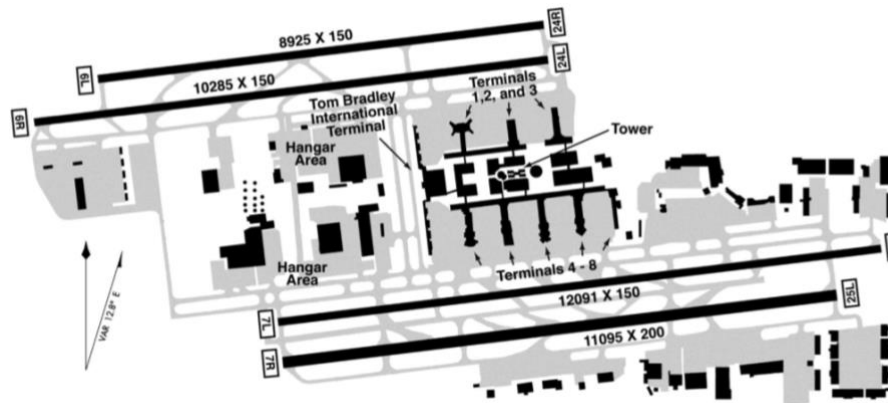 24R
8925 X 150
24L
6L
10285 X 150
Terminals
1,2, and 3
6R
Tom Bradley
International
Terminal
Tower
Hangar
Area
Hangar
Area
Terminals 4 - 8
VAR 12.8° E
12091 X 150
25L
7L
11095 X 200
7R